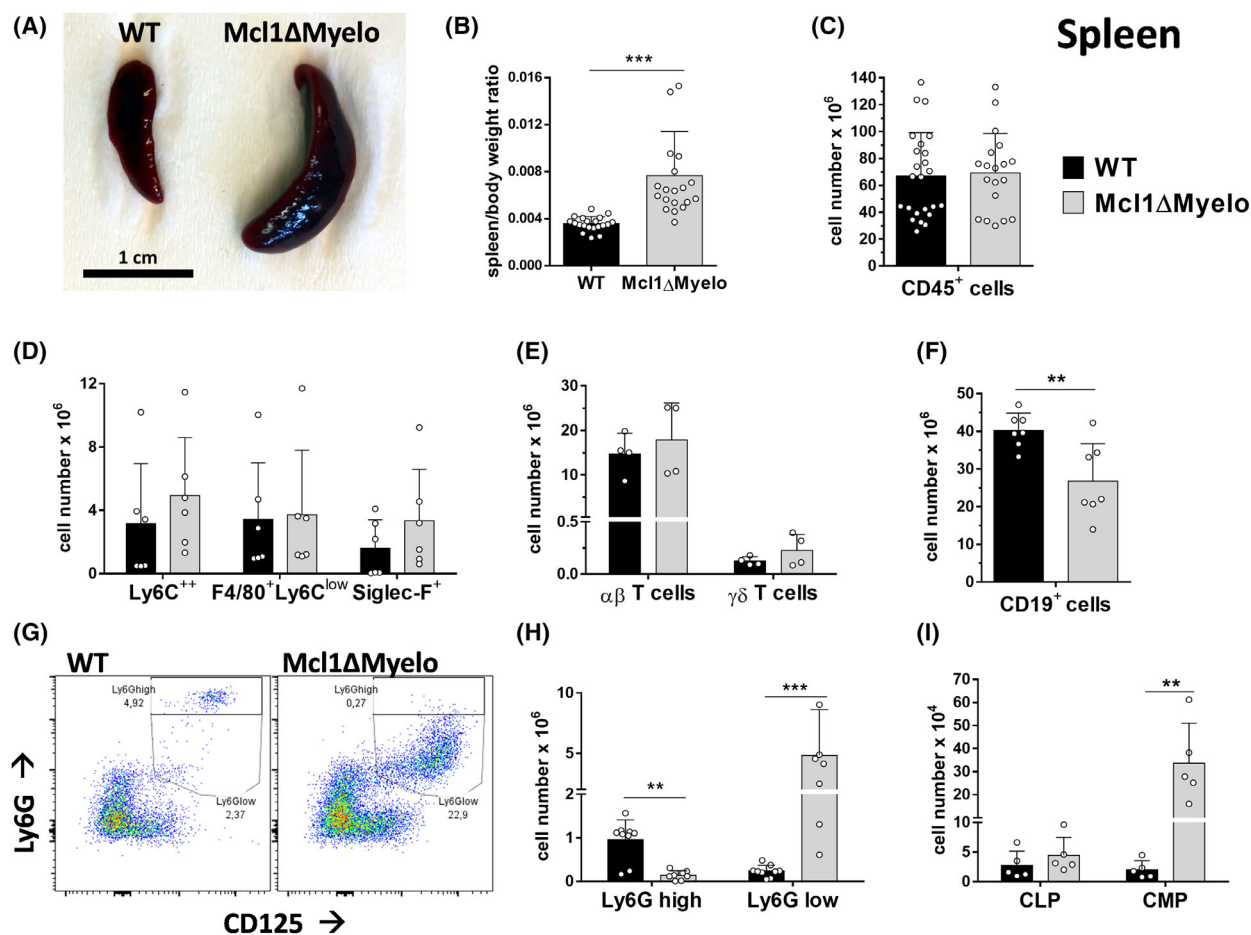 (A)
WT
Mcl1ΔMyelo
1 cm
(B)
***
spleen/body weight ratio
0.016
0.012
0.008
0.004
0.000
WT
Mcl1ΔMyelo
(C)
Spleen
cell number x 10⁶
140
120
100
80
60
40
20
0
CD45⁺ cells
WT
Mcl1ΔMyelo
(D)
cell number x 10⁶
12
8
4
0
Ly6C⁺⁺
F4/80⁺Ly6Cˡᵒʷ
Siglec-F⁺
(E)
cell number x 10⁶
30
20
10
0.5
0.0
αβ T cells
γδ T cells
(F)
**
cell number x 10⁶
50
40
30
20
10
0
CD19⁺ cells
(G)
WT
Mcl1ΔMyelo
Ly6Ghigh
4,92
Ly6Glow
2,37
Ly6Ghigh
0,27
Ly6Glow
22,9
Ly6G →
CD125 →
(H)
**
***
cell number x 10⁶
10
5
2
1
0
Ly6G high
Ly6G low
(I)
**
cell number x 10⁴
70
60
50
40
30
20
10
5
0
CLP
CMP